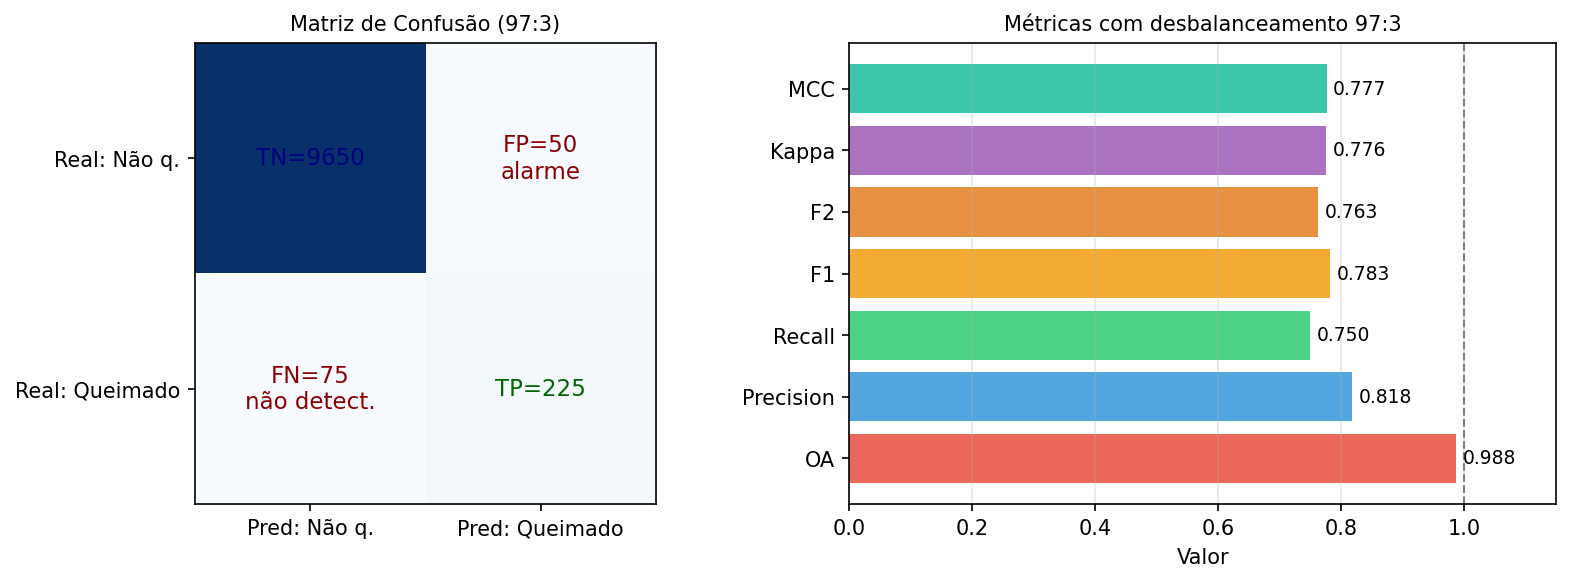 Matriz de Confusão (97:3)
Real: Não q.
TN=9650
FP=50
alarme
Real: Queimado
FN=75
não detect.
TP=225
Pred: Não q.
Pred: Queimado
Métricas com desbalanceamento 97:3
MCC
0.777
Kappa
0.776
F2
0.763
F1
0.783
Recall
0.750
Precision
0.818
OA
0.988
0.0
0.2
0.4
0.6
0.8
1.0
Valor